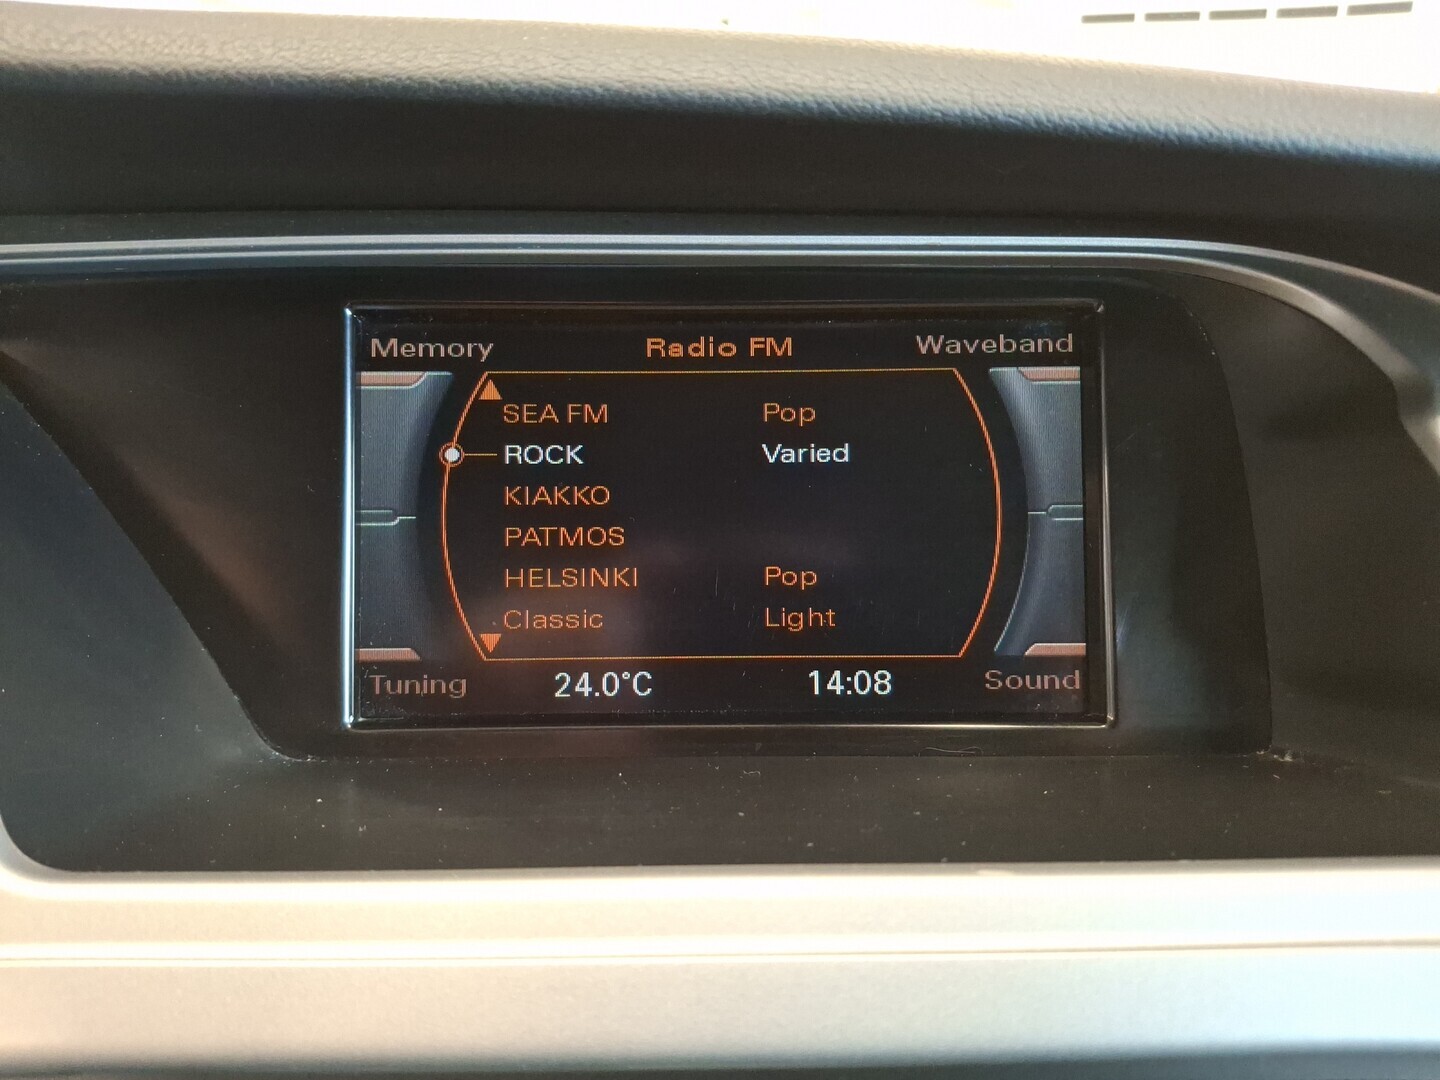 Memory Radio FM Waveband
SEA FM Pop
ROCK Varied
KIAKKO
PATMOS
HELSINKI Pop
Classic Light
Tuning 24.0°C 14:08 Sound